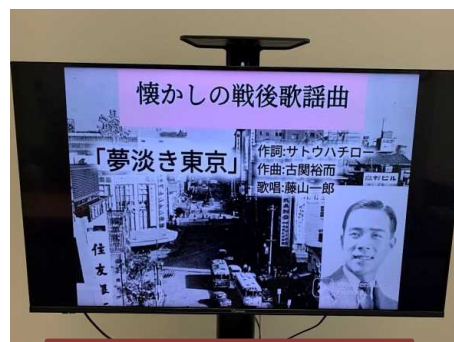 懐かしの戦後歌謡曲
「夢淡き東京」
作詞:サトウハチロー
作曲:古関裕而
歌唱:藤山一郎
住友